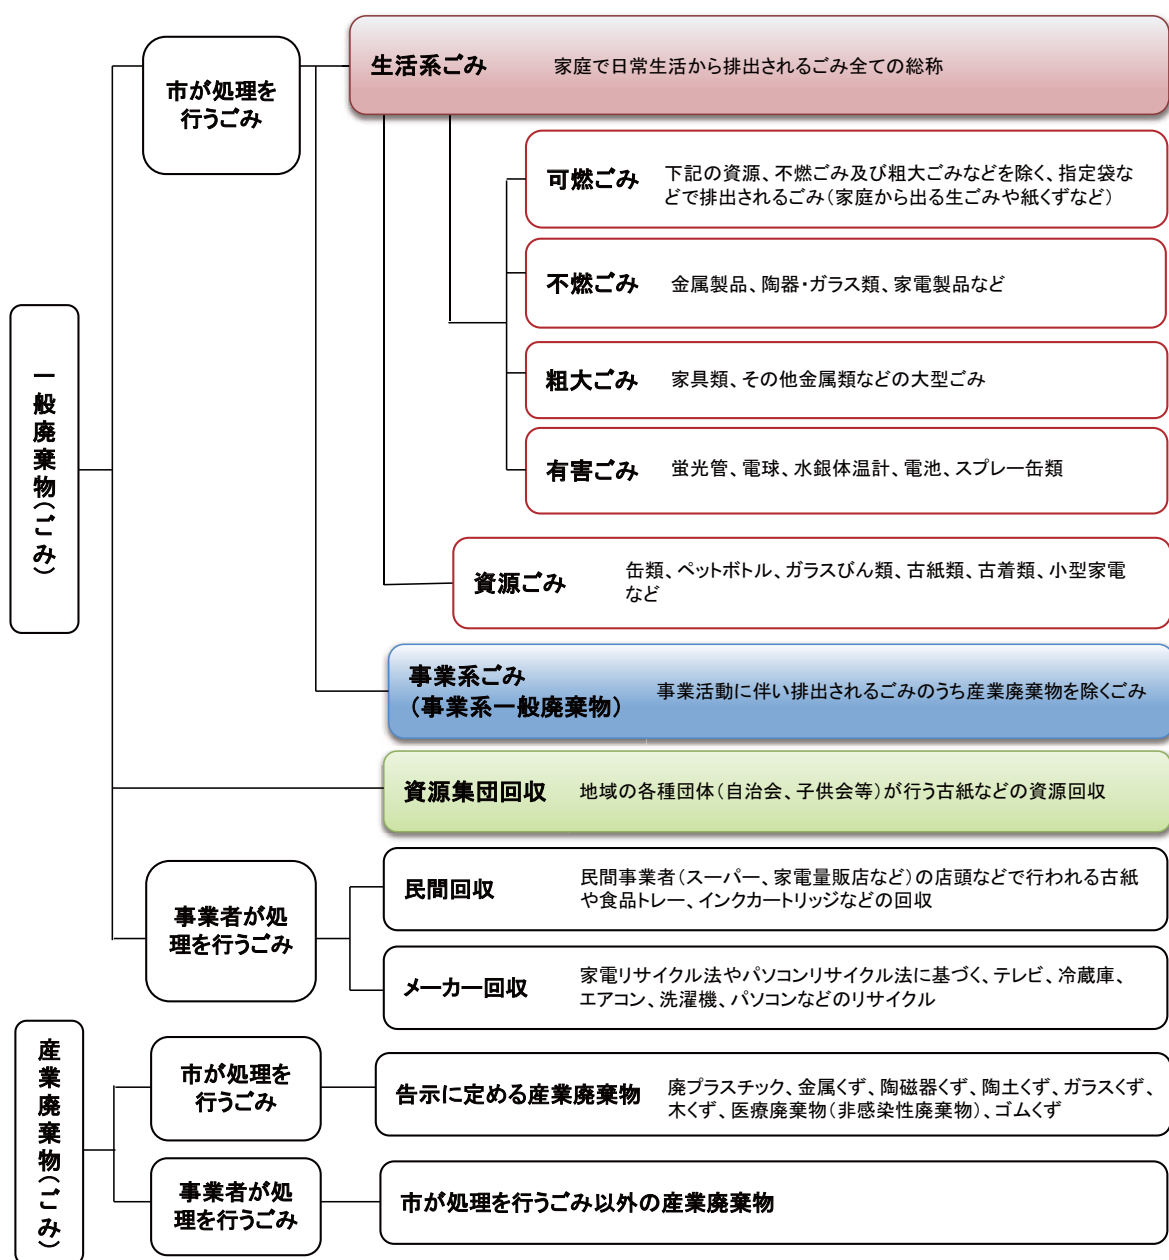 一般廃棄物(ごみ)
市が処理を
行うごみ
生活系ごみ 家庭で日常生活から排出されるごみ全ての総称
可燃ごみ 下記の資源、不燃ごみ及び粗大ごみなどを除く、指定袋な
どで排出されるごみ(家庭から出る生ごみや紙くずなど)
不燃ごみ 金属製品、陶器・ガラス類、家電製品など
粗大ごみ 家具類、その他金属類などの大型ごみ
有害ごみ 蛍光管、電球、水銀体温計、電池、スプレー缶類
資源ごみ 缶類、ペットボトル、ガラスびん類、古紙類、古着類、小型家電
など
事業系ごみ
(事業系一般廃棄物) 事業活動に伴い排出されるごみのうち産業廃棄物を除くごみ
資源集団回収 地域の各種団体(自治会、子供会等)が行う古紙などの資源回収
事業者が処
理を行うごみ
民間回収 民間事業者(スーパー、家電量販店など)の店頭などで行われる古紙
や食品トレー、インクカートリッジなどの回収
メーカー回収 家電リサイクル法やパソコンリサイクル法に基づく、テレビ、冷蔵庫、
エアコン、洗濯機、パソコンなどのリサイクル
産業廃棄物(ごみ)
市が処理を
行うごみ
告示に定める産業廃棄物 廃プラスチック、金属くず、陶磁器くず、陶土くず、ガラスくず、
木くず、医療廃棄物(非感染性廃棄物)、ゴムくず
事業者が処
理を行うごみ
市が処理を行うごみ以外の産業廃棄物